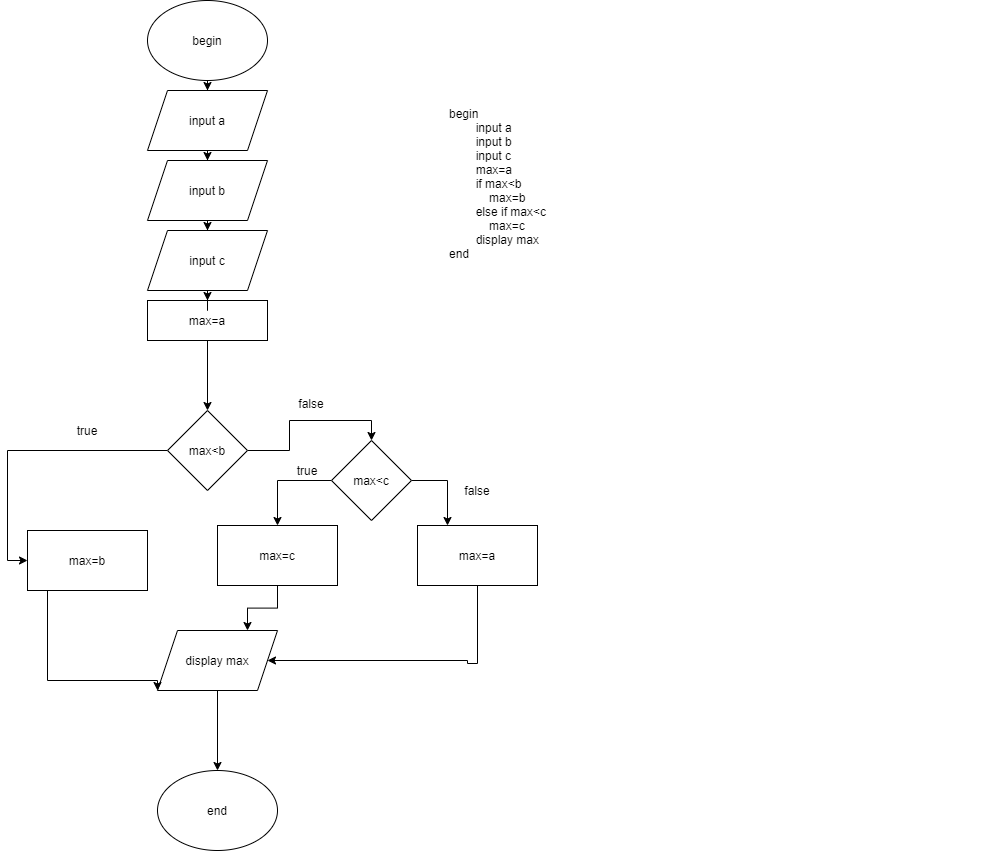 begin
input a
input b
input c
max=a
max<b
true
false
max<c
true
false
max=b
max=c
max=a
display max
end
begin
input a
input b
input c
max=a
if max<b
max=b
else if max<c
max=c
display max
end